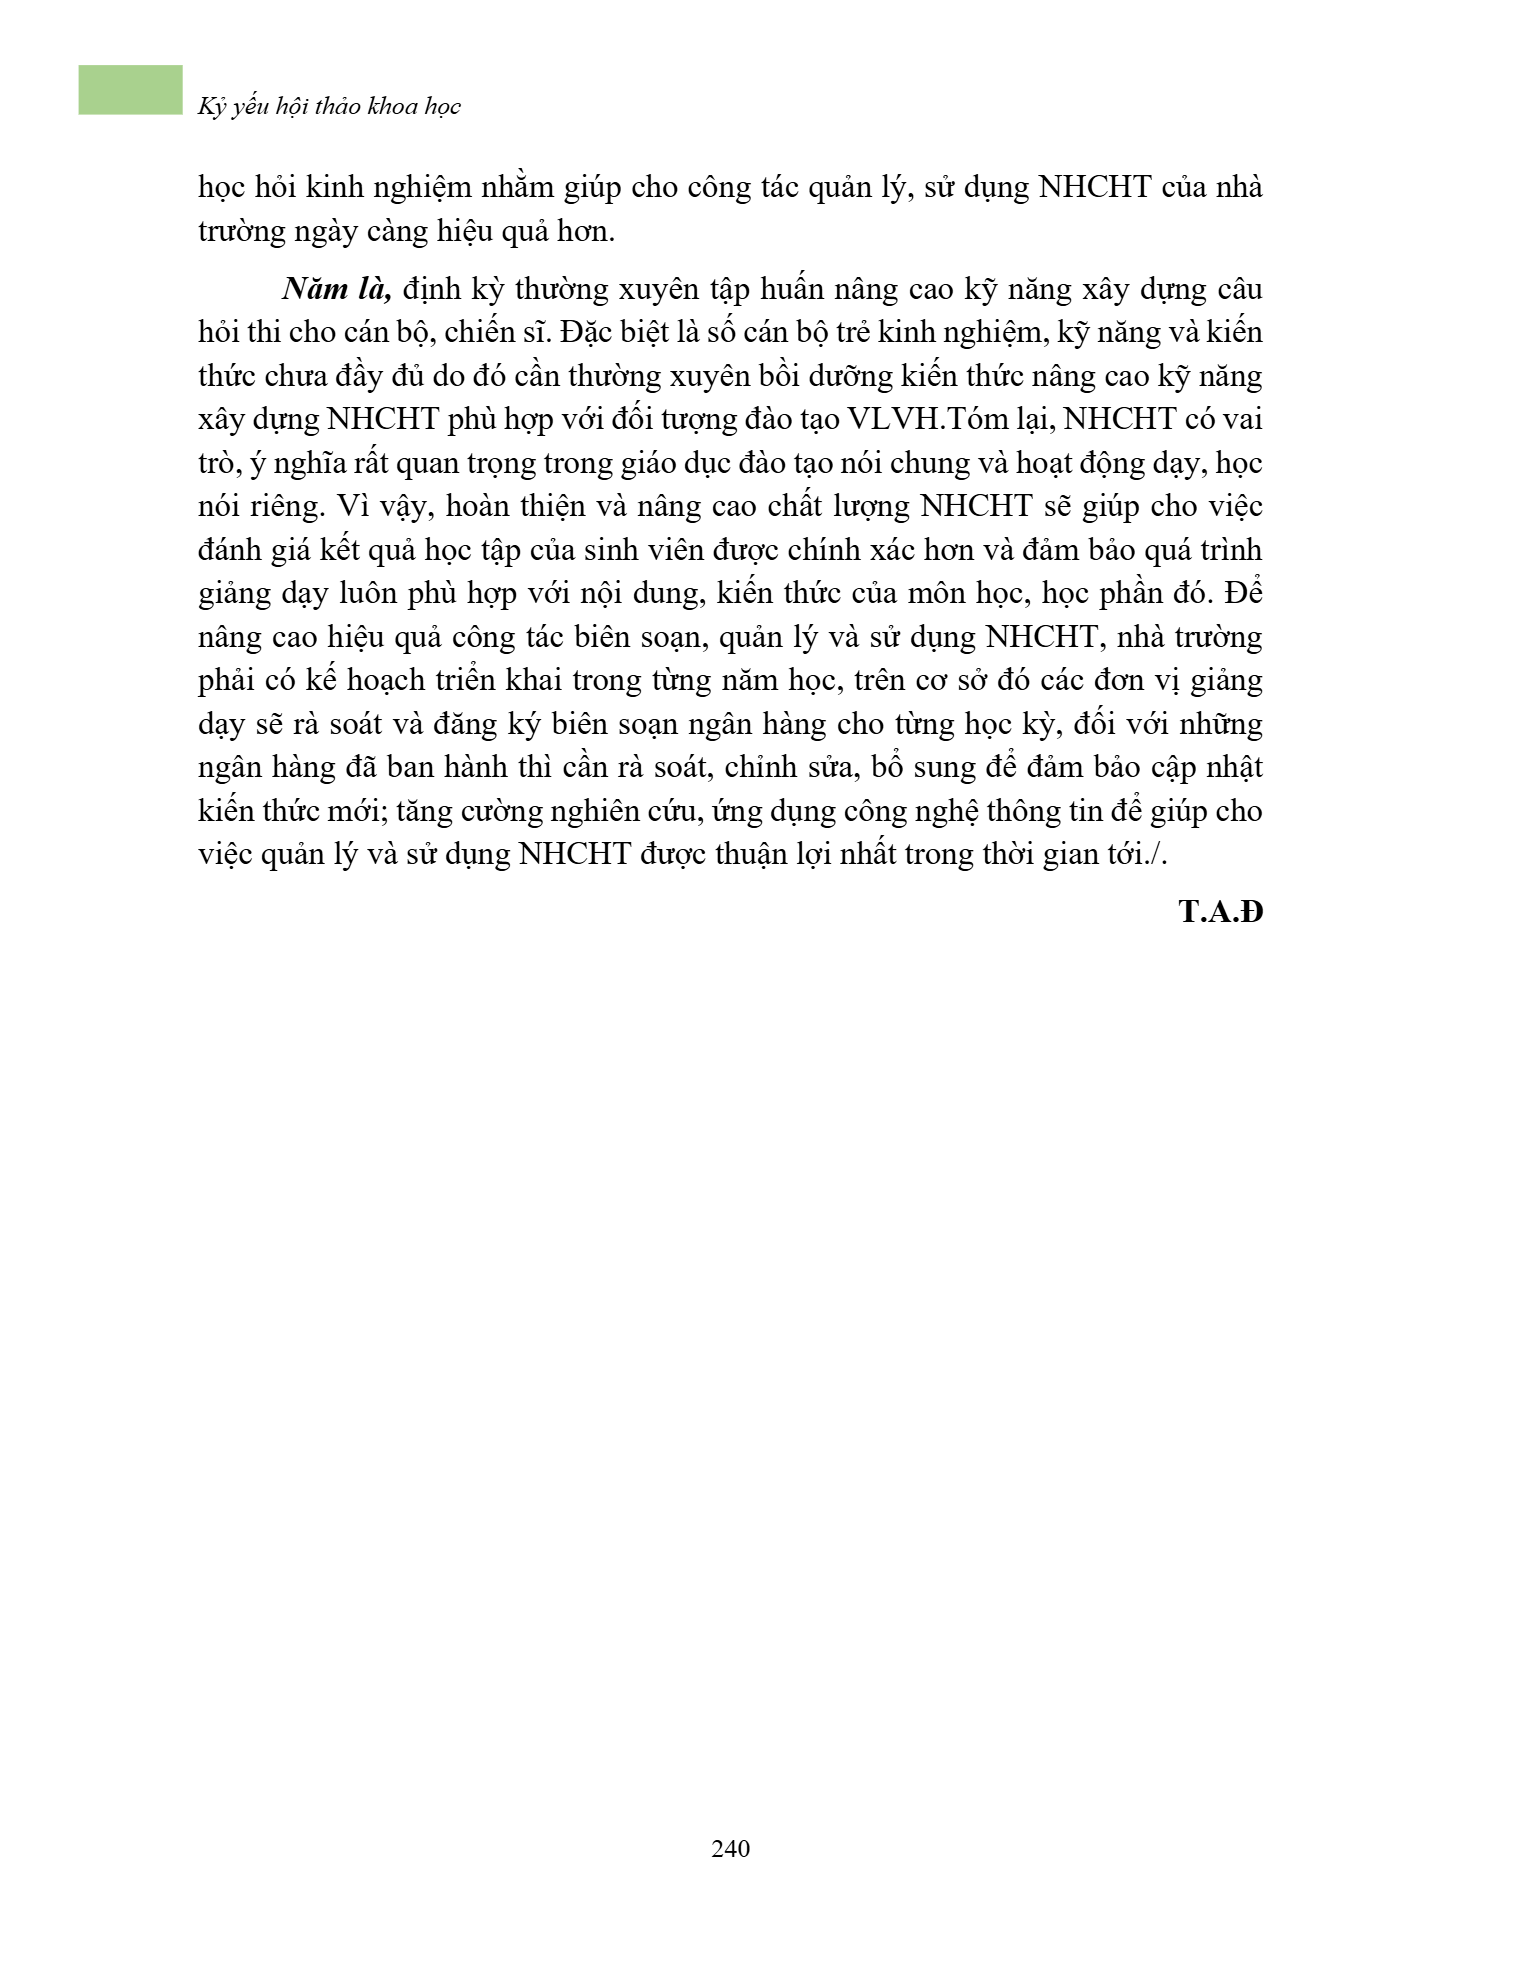 Kỷ yếu hội thảo khoa học
học hỏi kinh nghiệm nhằm giúp cho công tác quản lý, sử dụng NHCHT của nhà
trường ngày càng hiệu quả hơn.
Năm là, định kỳ thường xuyên tập huấn nâng cao kỹ năng xây dựng câu
hỏi thi cho cán bộ, chiến sĩ. Đặc biệt là số cán bộ trẻ kinh nghiệm, kỹ năng và kiến
thức chưa đầy đủ do đó cần thường xuyên bồi dưỡng kiến thức nâng cao kỹ năng
xây dựng NHCHT phù hợp với đối tượng đào tạo VLVH.Tóm lại, NHCHT có vai
trò, ý nghĩa rất quan trọng trong giáo dục đào tạo nói chung và hoạt động dạy, học
nói riêng. Vì vậy, hoàn thiện và nâng cao chất lượng NHCHT sẽ giúp cho việc
đánh giá kết quả học tập của sinh viên được chính xác hơn và đảm bảo quá trình
giảng dạy luôn phù hợp với nội dung, kiến thức của môn học, học phần đó. Để
nâng cao hiệu quả công tác biên soạn, quản lý và sử dụng NHCHT, nhà trường
phải có kế hoạch triển khai trong từng năm học, trên cơ sở đó các đơn vị giảng
dạy sẽ rà soát và đăng ký biên soạn ngân hàng cho từng học kỳ, đối với những
ngân hàng đã ban hành thì cần rà soát, chỉnh sửa, bổ sung để đảm bảo cập nhật
kiến thức mới; tăng cường nghiên cứu, ứng dụng công nghệ thông tin để giúp cho
việc quản lý và sử dụng NHCHT được thuận lợi nhất trong thời gian tới./.
T.A.Đ
240